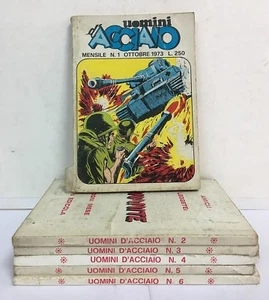 uomini
d'ACCIAIO
MENSILE N.1 OTTOBRE 1973 L.250
UOMINI D'ACCIAIO N. 2
UOMINI D'ACCIAIO N. 3
UOMINI D'ACCIAIO N. 4
UOMINI D'ACCIAIO N. 5
UOMINI D'ACCIAIO N. 6